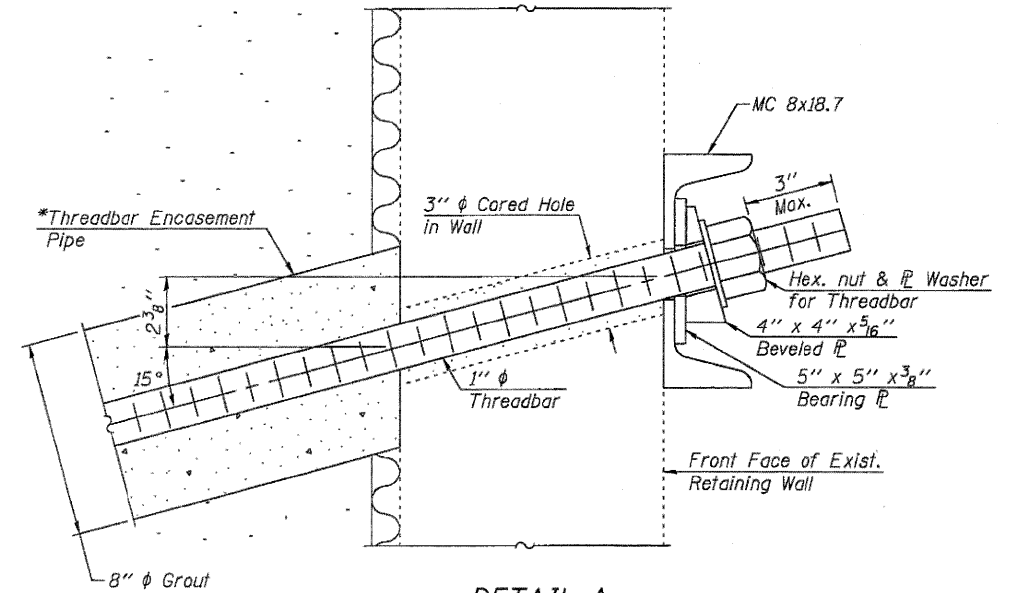 MC 8x18.7
3" Max.
*Threadbar Encasement
Pipe
3" ϕ Cored Hole
in Wall
2 3/8"
15°
Hex. nut & ℄ Washer
for Threadbar
4" x 4" x 5/16"
Beveled ℄
1" ϕ
Threadbar
5" x 5" x 3/8"
Bearing ℄
Front Face of Exist.
Retaining Wall
8" ϕ Grout
DETAIL A